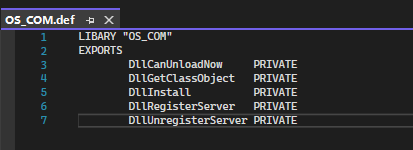 OS_COM.def
1 LIBARY "OS_COM"
2 EXPORTS
3 DllCanUnloadNow PRIVATE
4 DllGetClassObject PRIVATE
5 DllInstall PRIVATE
6 DllRegisterServer PRIVATE
7 DllUnregisterServer PRIVATE